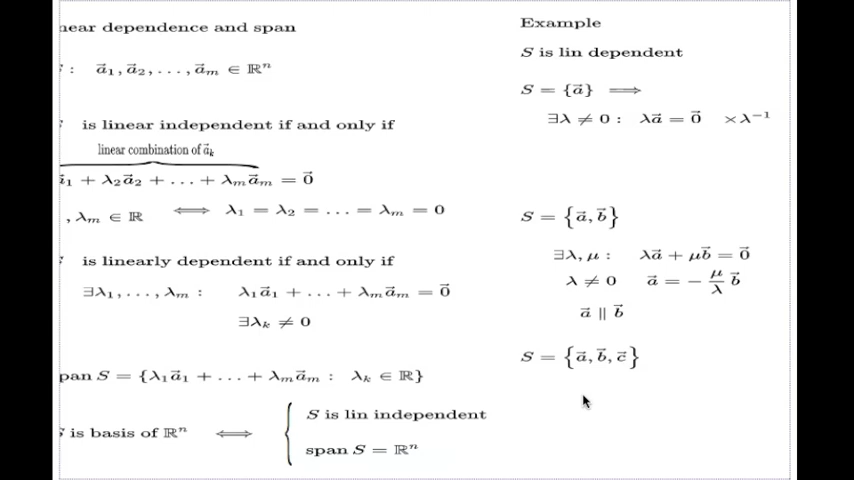 near dependence and span
: a⃗₁, a⃗₂, . . . , a⃗ₘ ∈ ℝⁿ
is linear independent if and only if
linear combination of a⃗ₖ
a⃗₁ + λ₂a⃗₂ + . . . + λₘa⃗ₘ = 0⃗
, λₘ ∈ ℝ ⟺ λ₁ = λ₂ = . . . = λₘ = 0
is linearly dependent if and only if
∃λ₁, . . . , λₘ : λ₁a⃗₁ + . . . + λₘa⃗ₘ = 0⃗
∃λₖ ≠ 0
pan S = {λ₁a⃗₁ + . . . + λₘa⃗ₘ : λₖ ∈ ℝ}
S is basis of ℝⁿ ⟺ { S is lin independent
span S = ℝⁿ
Example
S is lin dependent
S = {a⃗} ⟹
∃λ ≠ 0 : λa⃗ = 0⃗ ×λ⁻¹
S = {a⃗, b⃗}
∃λ, μ : λa⃗ + μb⃗ = 0⃗
λ ≠ 0 a⃗ = −μ/λ b⃗
a⃗ ∥ b⃗
S = {a⃗, b⃗, c⃗}